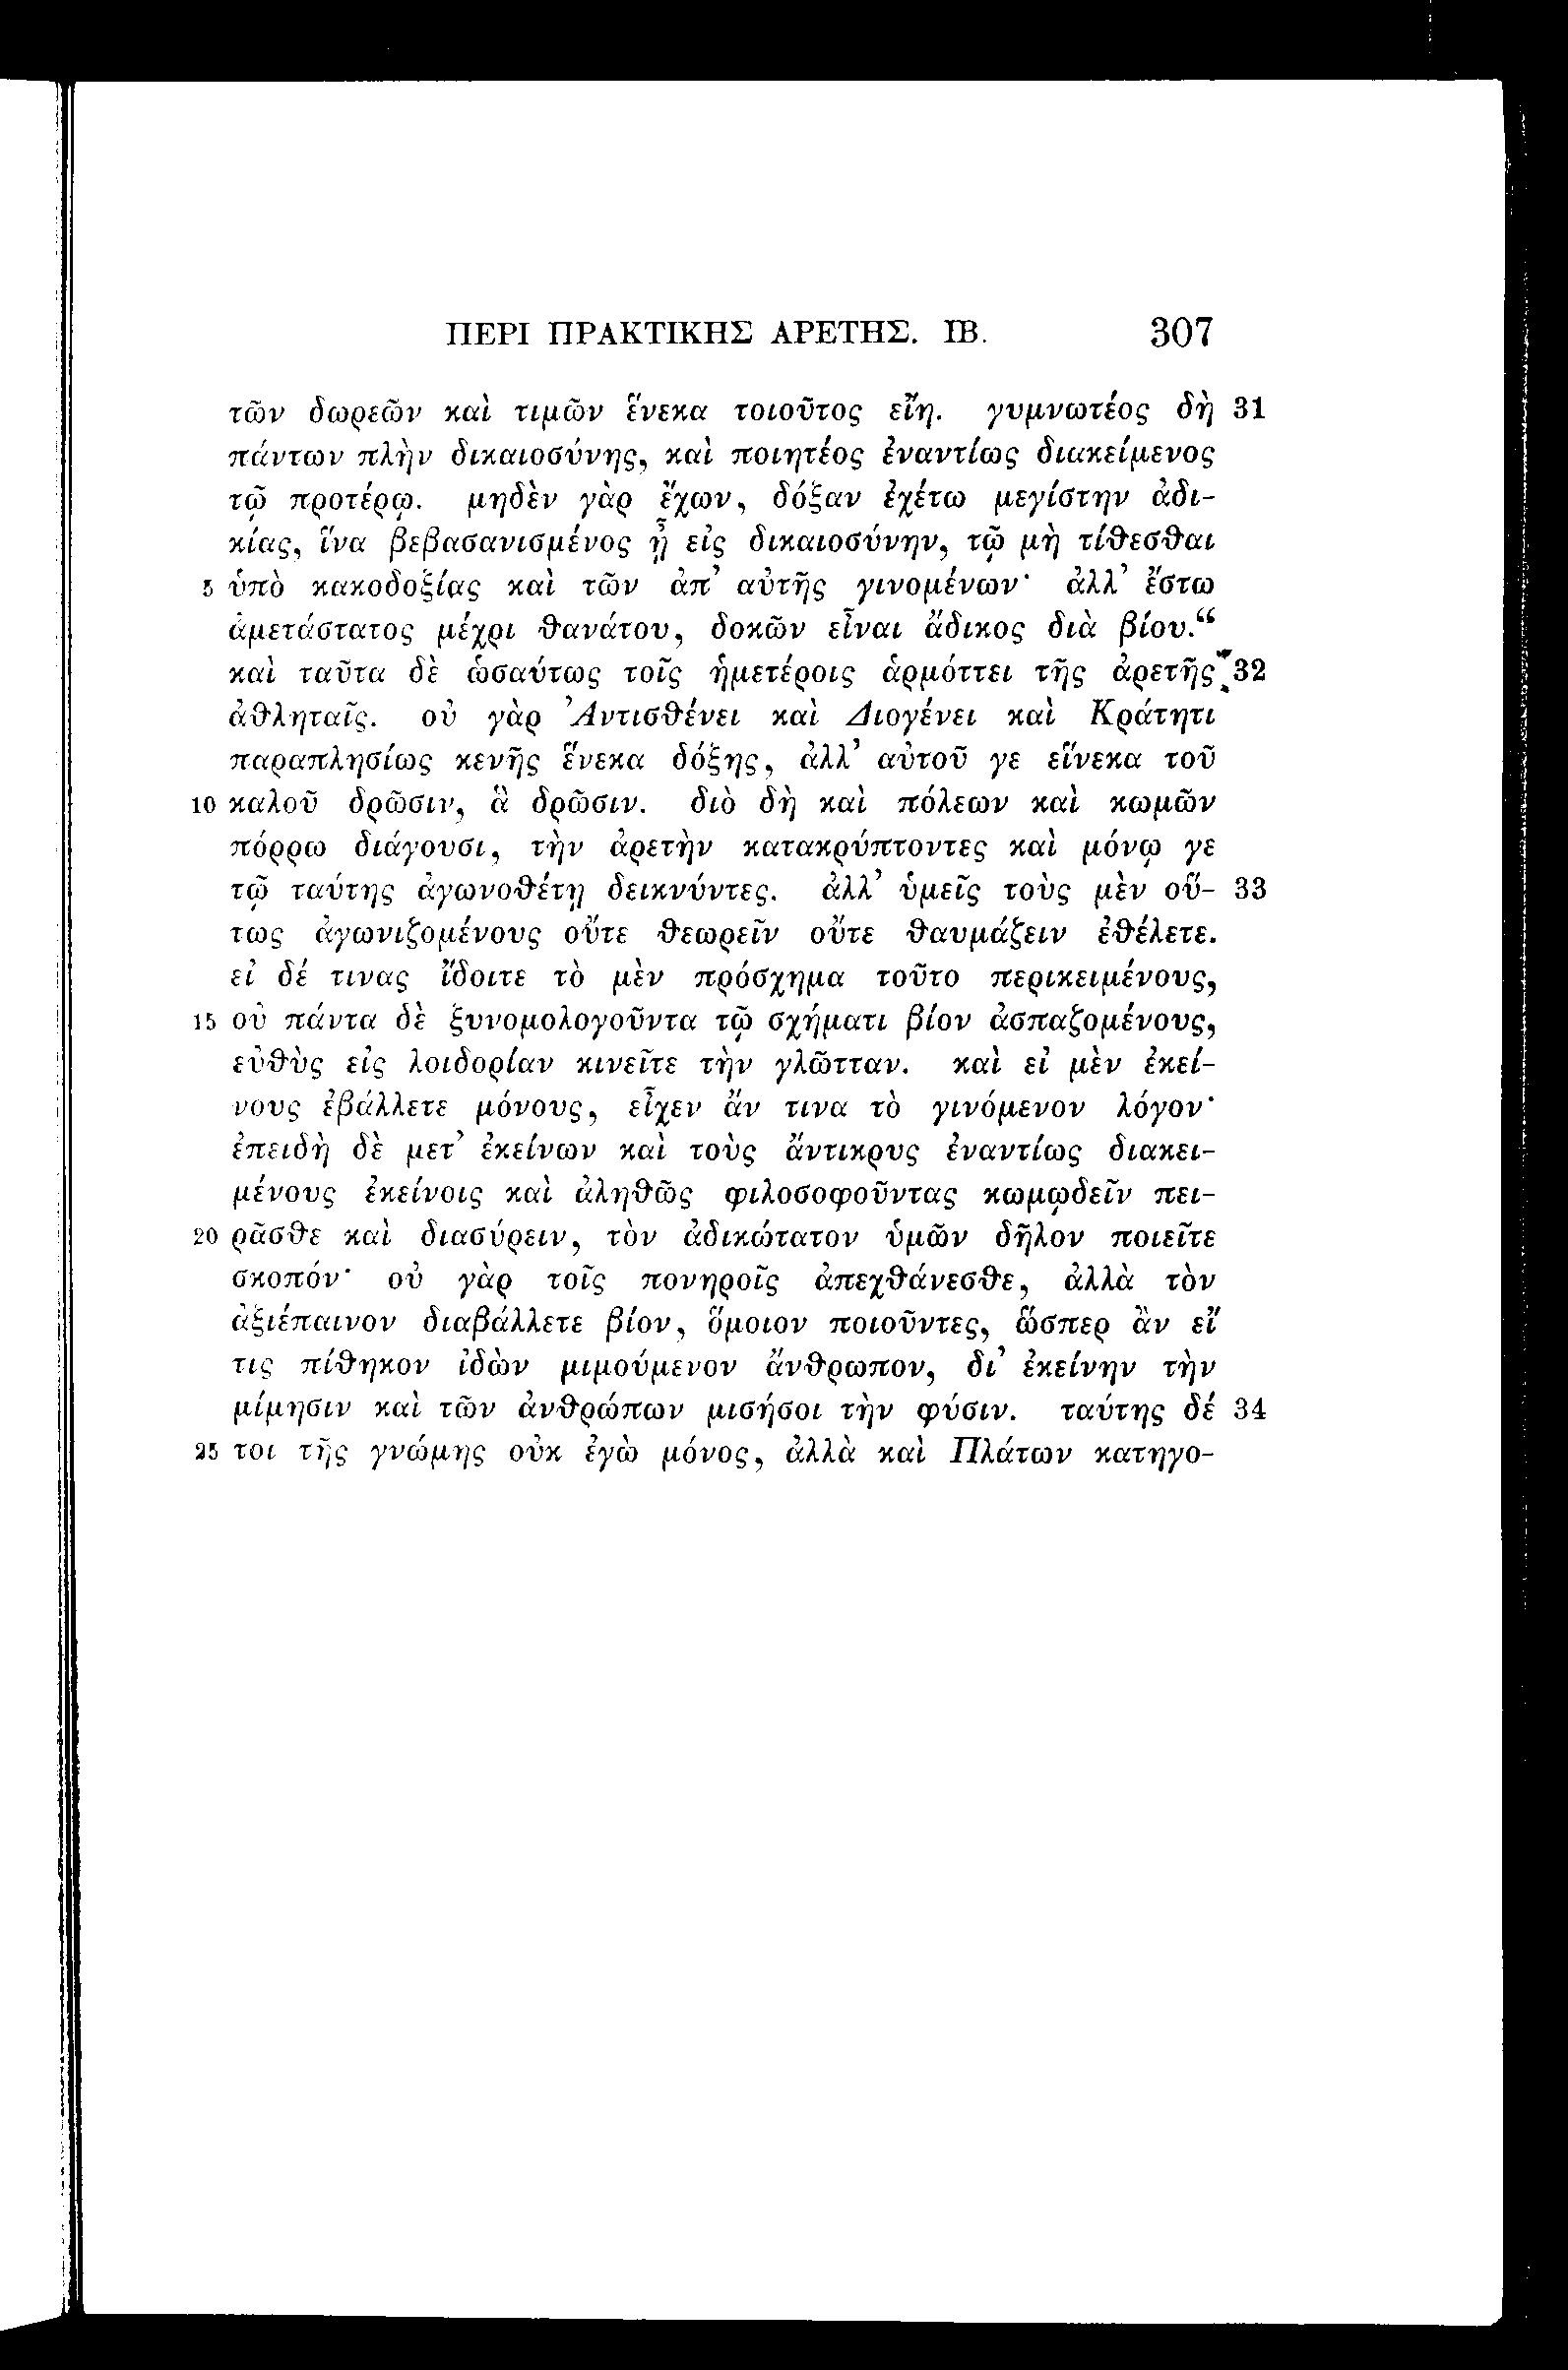 ΠΕΡΙ ΠΡΑΚΤΙΚΗΣ ΑΡΕΤΗΣ. ΙΒ. 307
τῶν δωρεῶν καὶ τιμῶν ἕνεκα τοιοῦτος εἴη. γυμνωτέος δὴ 31
πάντων πλὴν δικαιοσύνης, καὶ ποιητέος ἐναντίως διακείμενος
τῷ προτέρῳ. μηδὲν γὰρ ἔχων, δόξαν ἐχέτω μεγίστην ἀδι-
κίας, ἵνα βεβασανισμένος ᾖ εἰς δικαιοσύνην, τῷ μὴ τίθεσθαι
5 ὑπὸ κακοδοξίας καὶ τῶν ἀπ’ αὐτῆς γινομένων· ἀλλ’ ἔστω
ἀμετάστατος μέχρι θανάτου, δοκῶν εἶναι ἄδικος διὰ βίου.“
καὶ ταῦτα δὲ ὡσαύτως τοῖς ἡμετέροις ἁρμόττει τῆς ἀρετῆς 32
ἀθληταῖς. οὐ γὰρ Ἀντισθένει καὶ Διογένει καὶ Κράτητι
παραπλησίως κενῆς ἕνεκα δόξης, ἀλλ’ αὐτοῦ γε εἵνεκα τοῦ
10 καλοῦ δρῶσιν, ἃ δρῶσιν. διὸ δὴ καὶ πόλεων καὶ κωμῶν
πόρρω διάγουσι, τὴν ἀρετὴν κατακρύπτοντες καὶ μόνῳ γε
τῷ ταύτης ἀγωνοθέτῃ δεικνύντες. ἀλλ’ ὑμεῖς τοὺς μὲν οὕ- 33
τως ἀγωνιζομένους οὔτε θεωρεῖν οὔτε θαυμάζειν ἐθέλετε.
εἰ δέ τινας ἴδοιτε τὸ μὲν πρόσχημα τοῦτο περικειμένους,
15 οὐ πάντα δὲ ξυνομολογοῦντα τῷ σχήματι βίον ἀσπαζομένους,
εὐθὺς εἰς λοιδορίαν κινεῖτε τὴν γλῶτταν. καὶ εἰ μὲν ἐκεί-
νους ἐβάλλετε μόνους, εἶχεν ἄν τινα τὸ γινόμενον λόγον·
ἐπειδὴ δὲ μετ’ ἐκείνων καὶ τοὺς ἄντικρυς ἐναντίως διακει-
μένους ἐκείνοις καὶ ἀληθῶς φιλοσοφοῦντας κωμῳδεῖν πει-
20 ρᾶσθε καὶ διασύρειν, τὸν ἀδικώτατον ὑμῶν δῆλον ποιεῖτε
σκοπόν· οὐ γὰρ τοῖς πονηροῖς ἀπεχθάνεσθε, ἀλλὰ τὸν
ἀξιέπαινον διαβάλλετε βίον, ὅμοιον ποιοῦντες, ὥσπερ ἂν εἴ
τις πίθηκον ἰδὼν μιμούμενον ἄνθρωπον, δι’ ἐκείνην τὴν
μίμησιν καὶ τῶν ἀνθρώπων μισήσοι τὴν φύσιν. ταύτης δέ 34
25 τοι τῆς γνώμης οὐκ ἐγὼ μόνος, ἀλλὰ καὶ Πλάτων κατηγο-